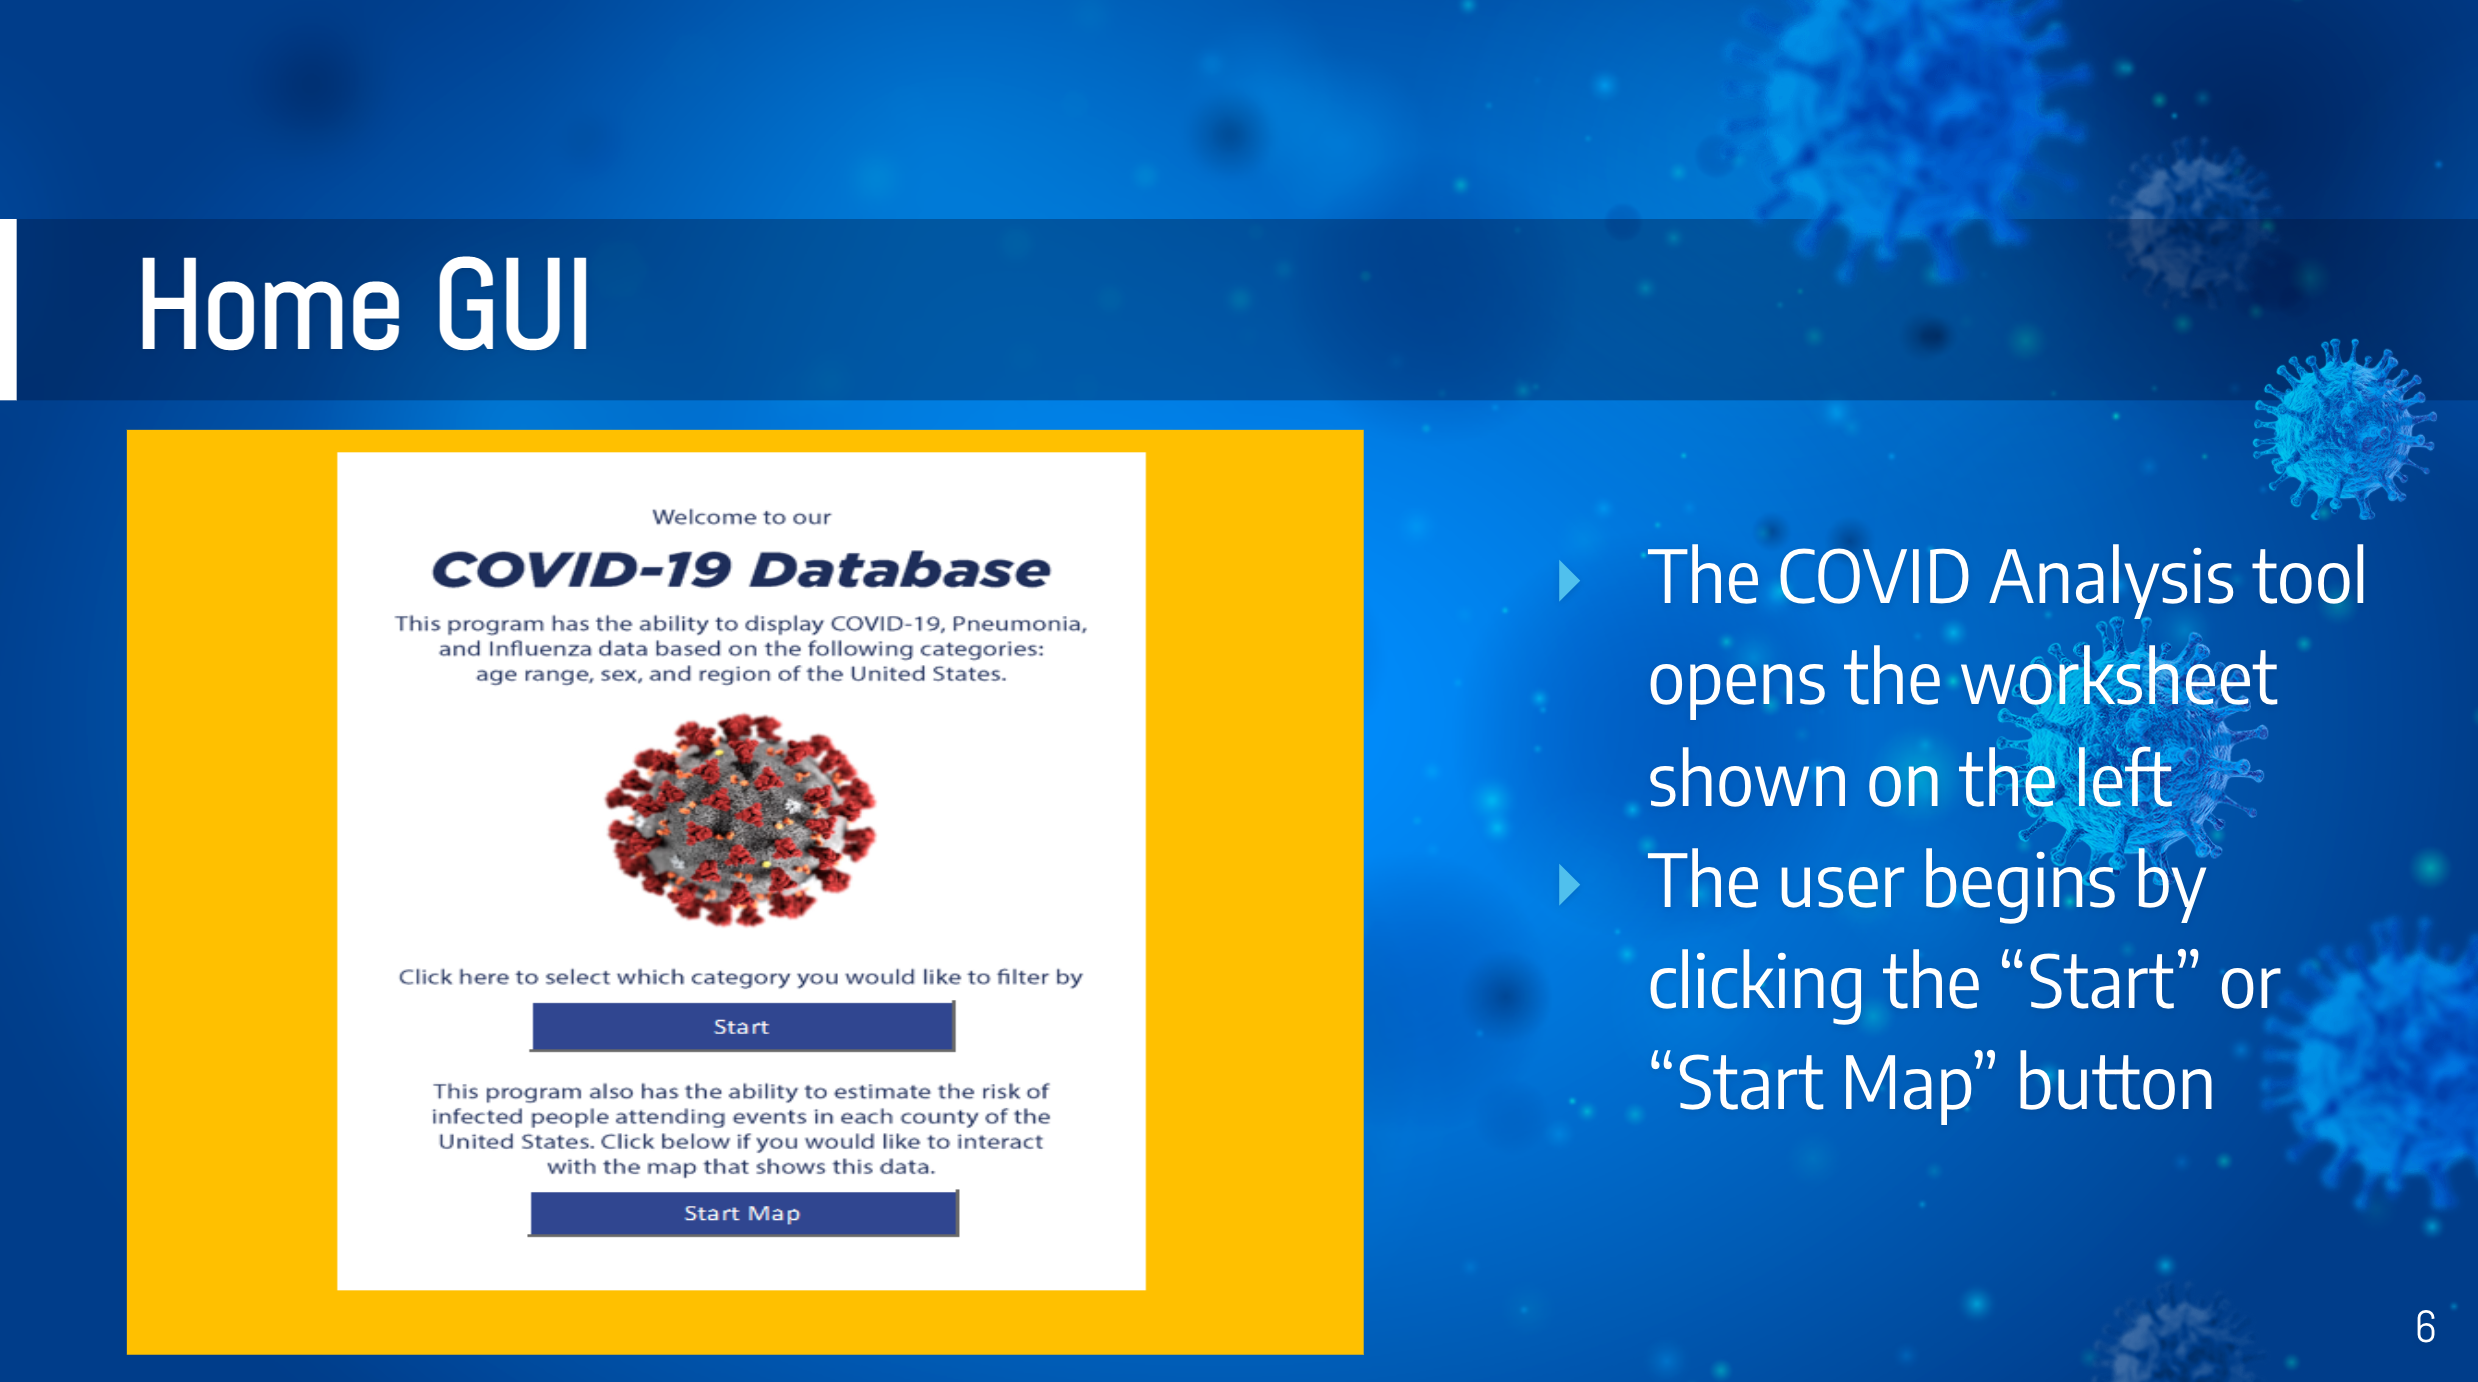 Home GUI
Welcome to our
COVID-19 Database
This program has the ability to display COVID-19, Pneumonia,
and Influenza data based on the following categories:
age range, sex, and region of the United States.
Click here to select which category you would like to filter by
Start
This program also has the ability to estimate the risk of
infected people attending events in each county of the
United States. Click below if you would like to interact
with the map that shows this data.
Start Map
The COVID Analysis tool
opens the worksheet
shown on the left
The user begins by
clicking the “Start” or
“Start Map” button
6